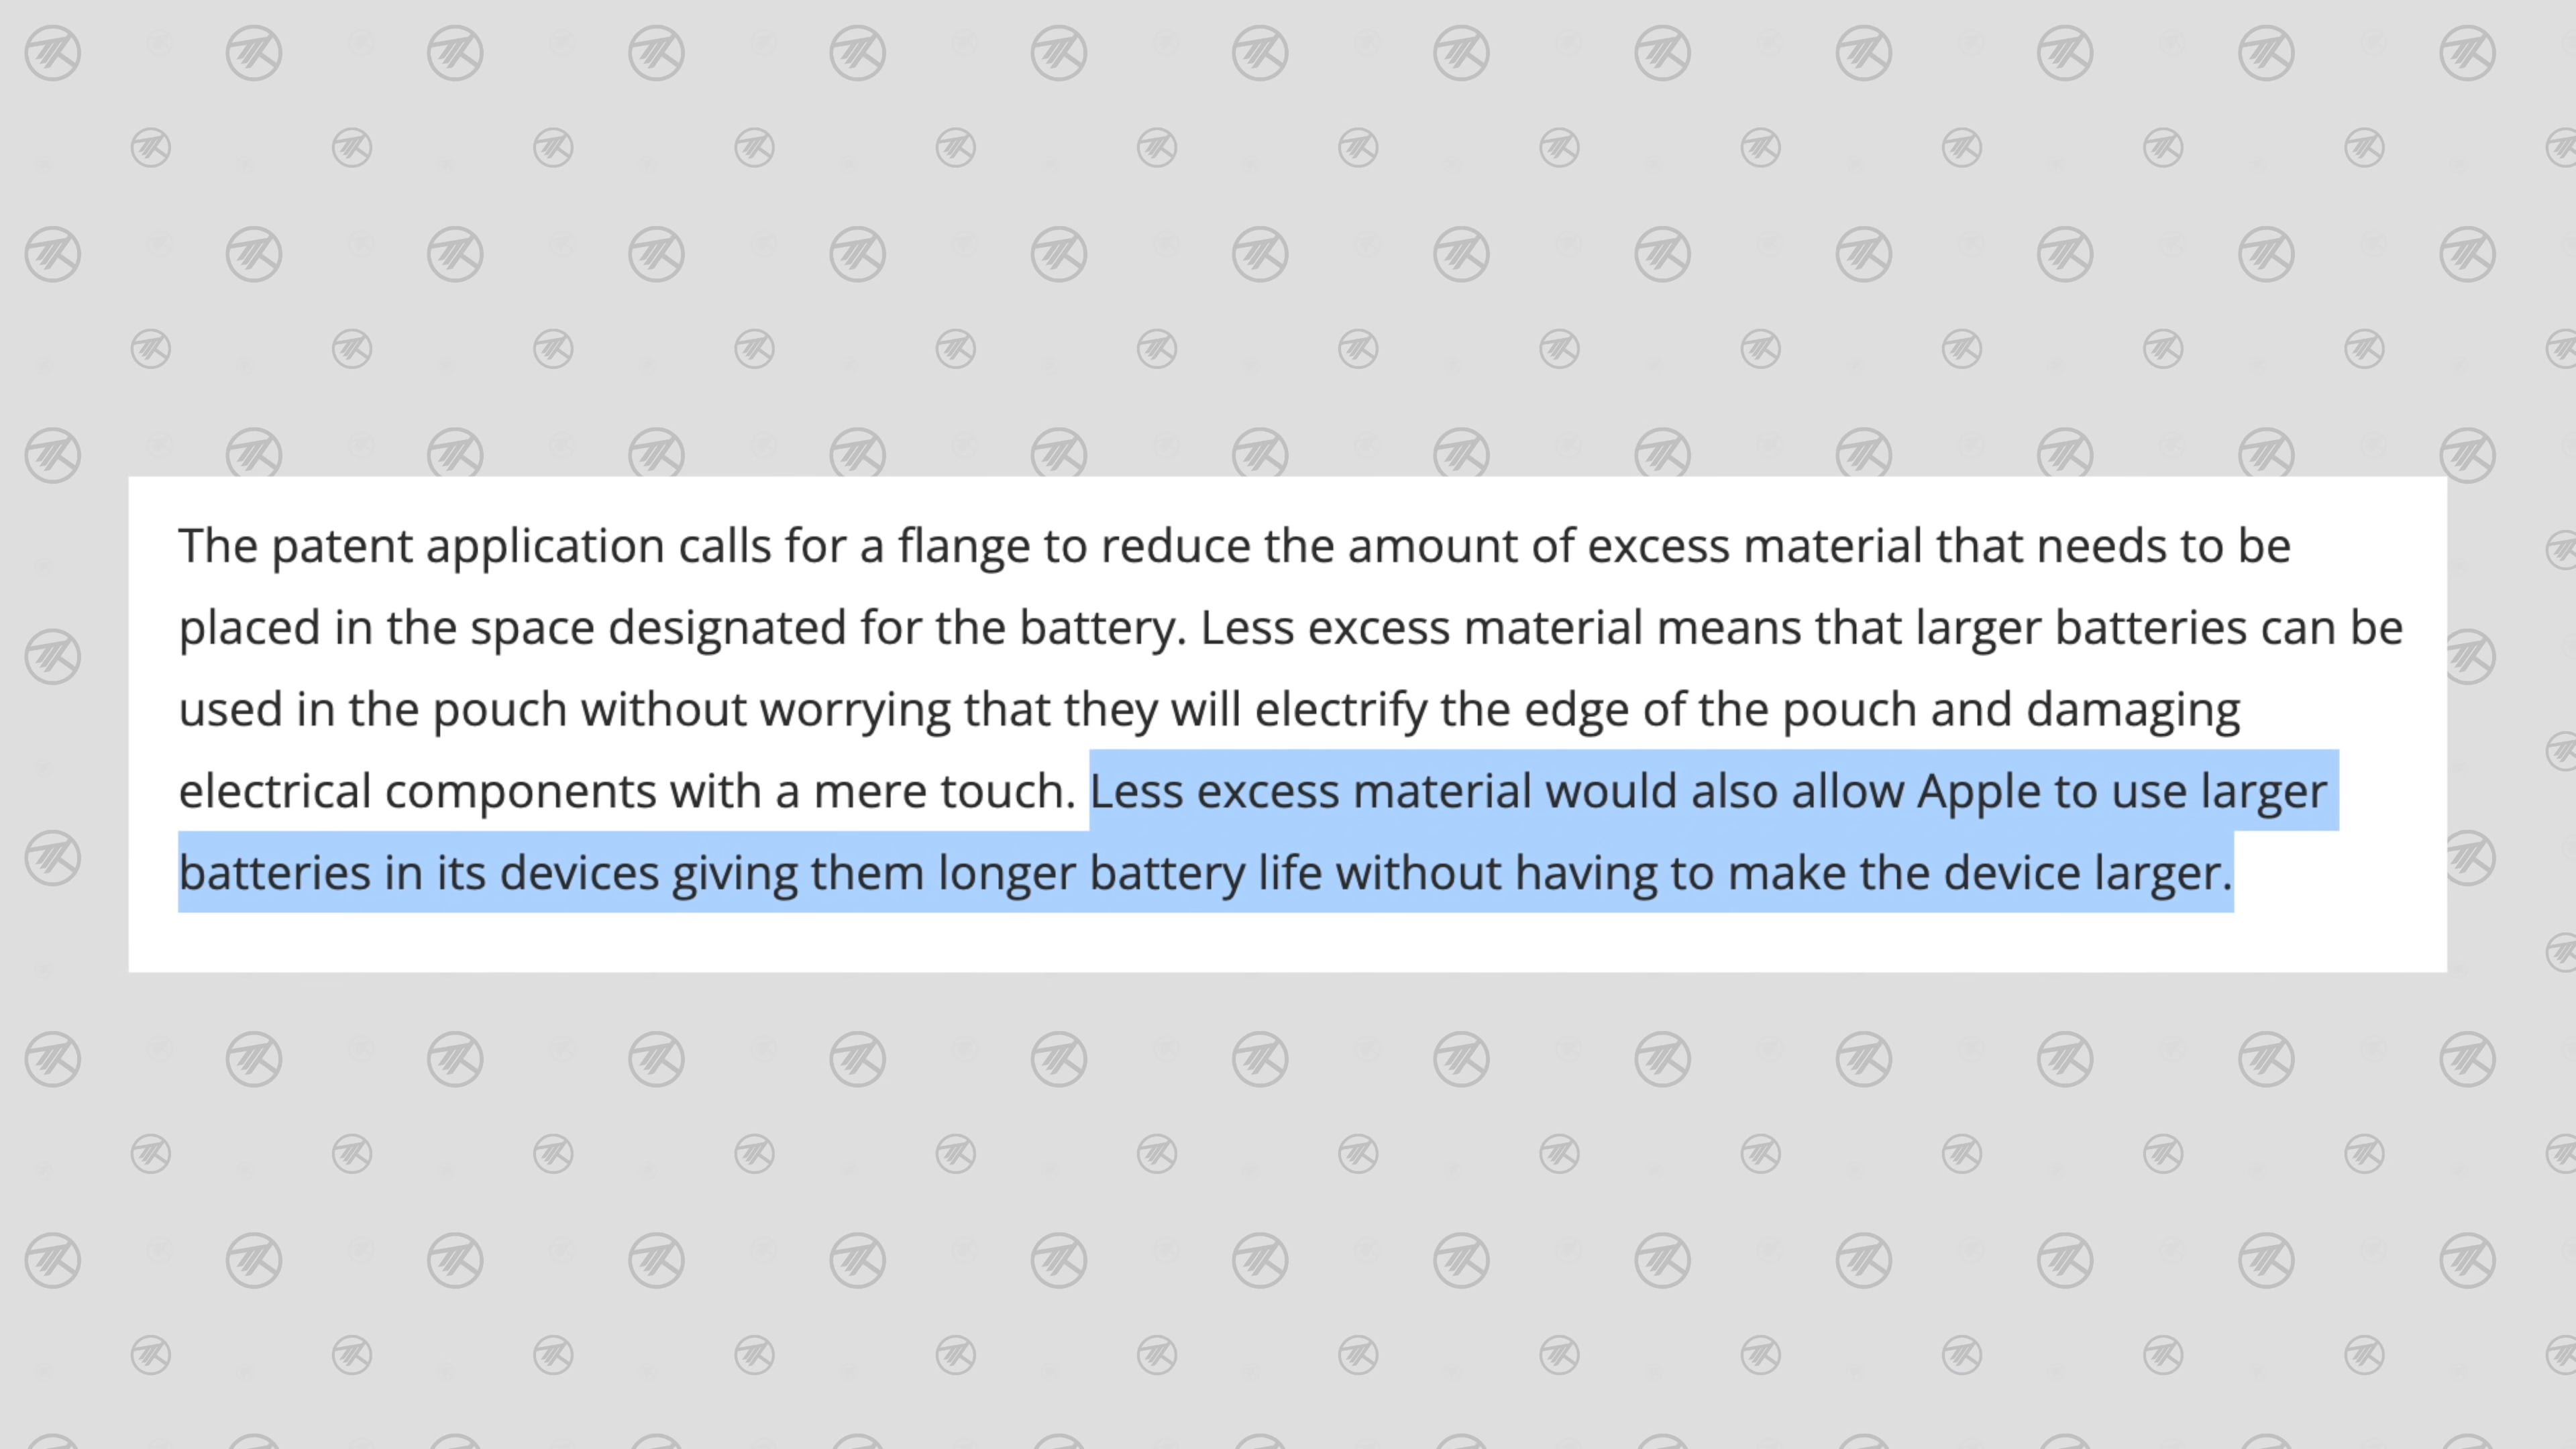 The patent application calls for a flange to reduce the amount of excess material that needs to be
placed in the space designated for the battery. Less excess material means that larger batteries can be
used in the pouch without worrying that they will electrify the edge of the pouch and damaging
electrical components with a mere touch. Less excess material would also allow Apple to use larger
batteries in its devices giving them longer battery life without having to make the device larger.